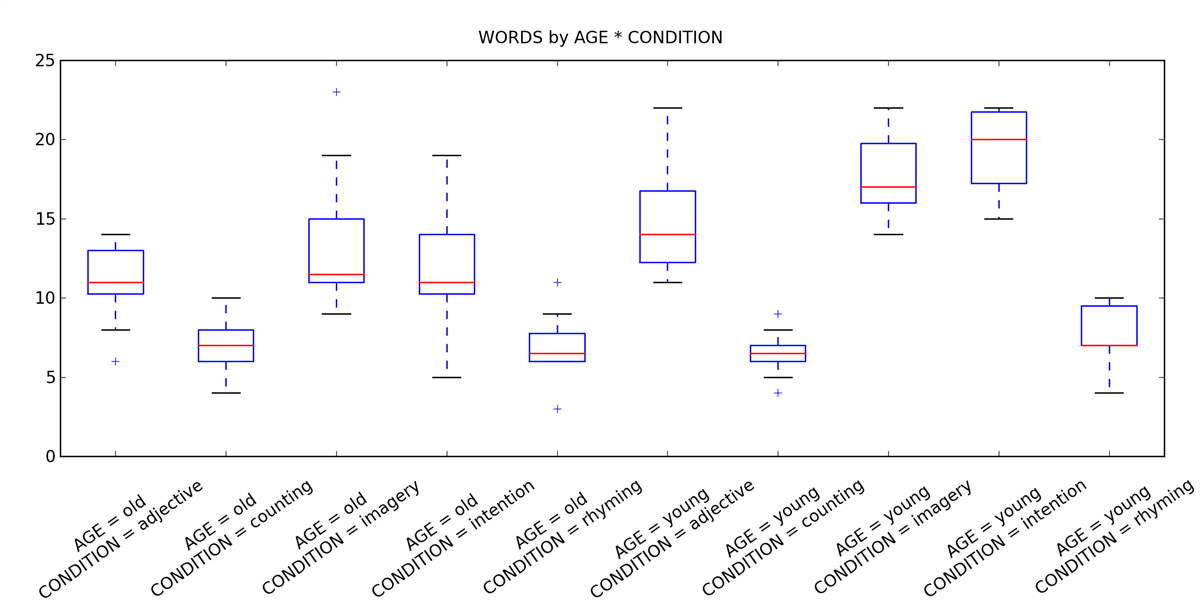 WORDS by AGE * CONDITION
25
20
15
10
5
0
AGE = old
CONDITION = adjective
AGE = old
CONDITION = counting
AGE = old
CONDITION = imagery
AGE = old
CONDITION = intention
AGE = old
CONDITION = rhyming
AGE = young
CONDITION = adjective
AGE = young
CONDITION = counting
AGE = young
CONDITION = imagery
AGE = young
CONDITION = intention
AGE = young
CONDITION = rhyming